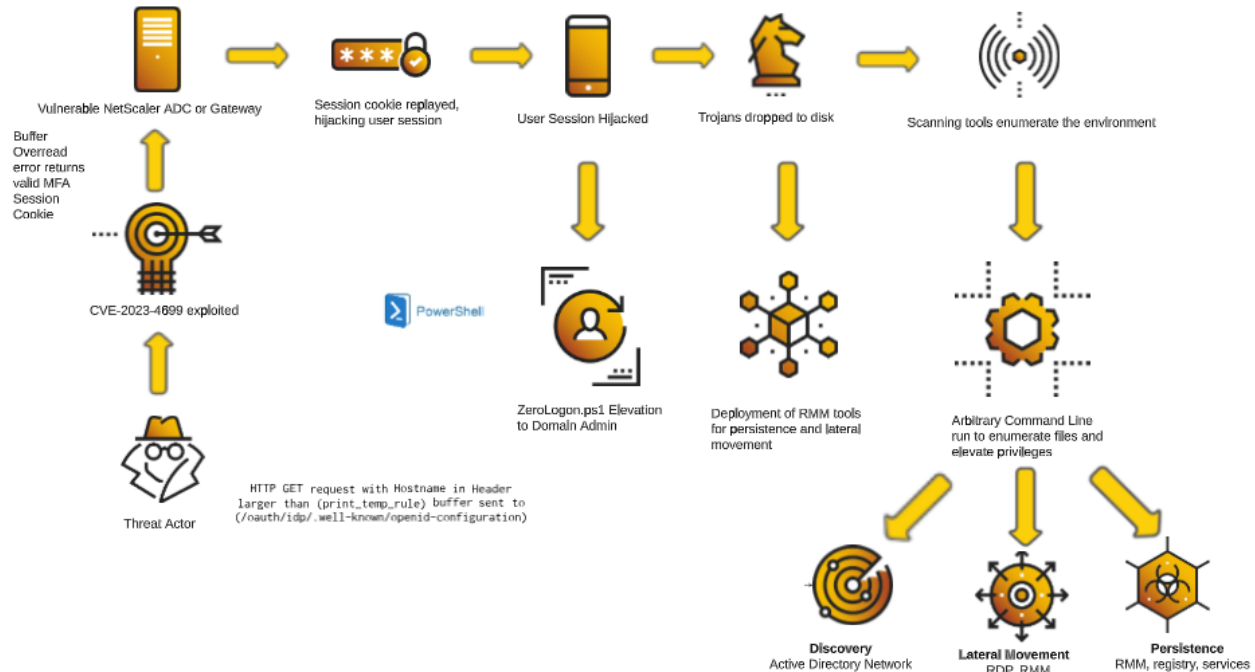 Vulnerable NetScaler ADC or Gateway
Session cookie replayed,
hijacking user session
User Session Hijacked
Trojans dropped to disk
Scanning tools enumerate the environment
Buffer
Overread
error returns
valid MFA
Session
Cookie
CVE-2023-4699 exploited
PowerShell
ZeroLogon.ps1 Elevation
to Domain Admin
Deployment of RMM tools
for persistence and lateral
movement
Arbitrary Command Line
run to enumerate files and
elevate privileges
Threat Actor
HTTP GET request with Hostname in Header
larger than (print_temp_rule) buffer sent to
(/oauth/idp/.well-known/openid-configuration)
Discovery
Active Directory Network
Lateral Movement
RDP, RMM
Persistence
RMM, registry, services